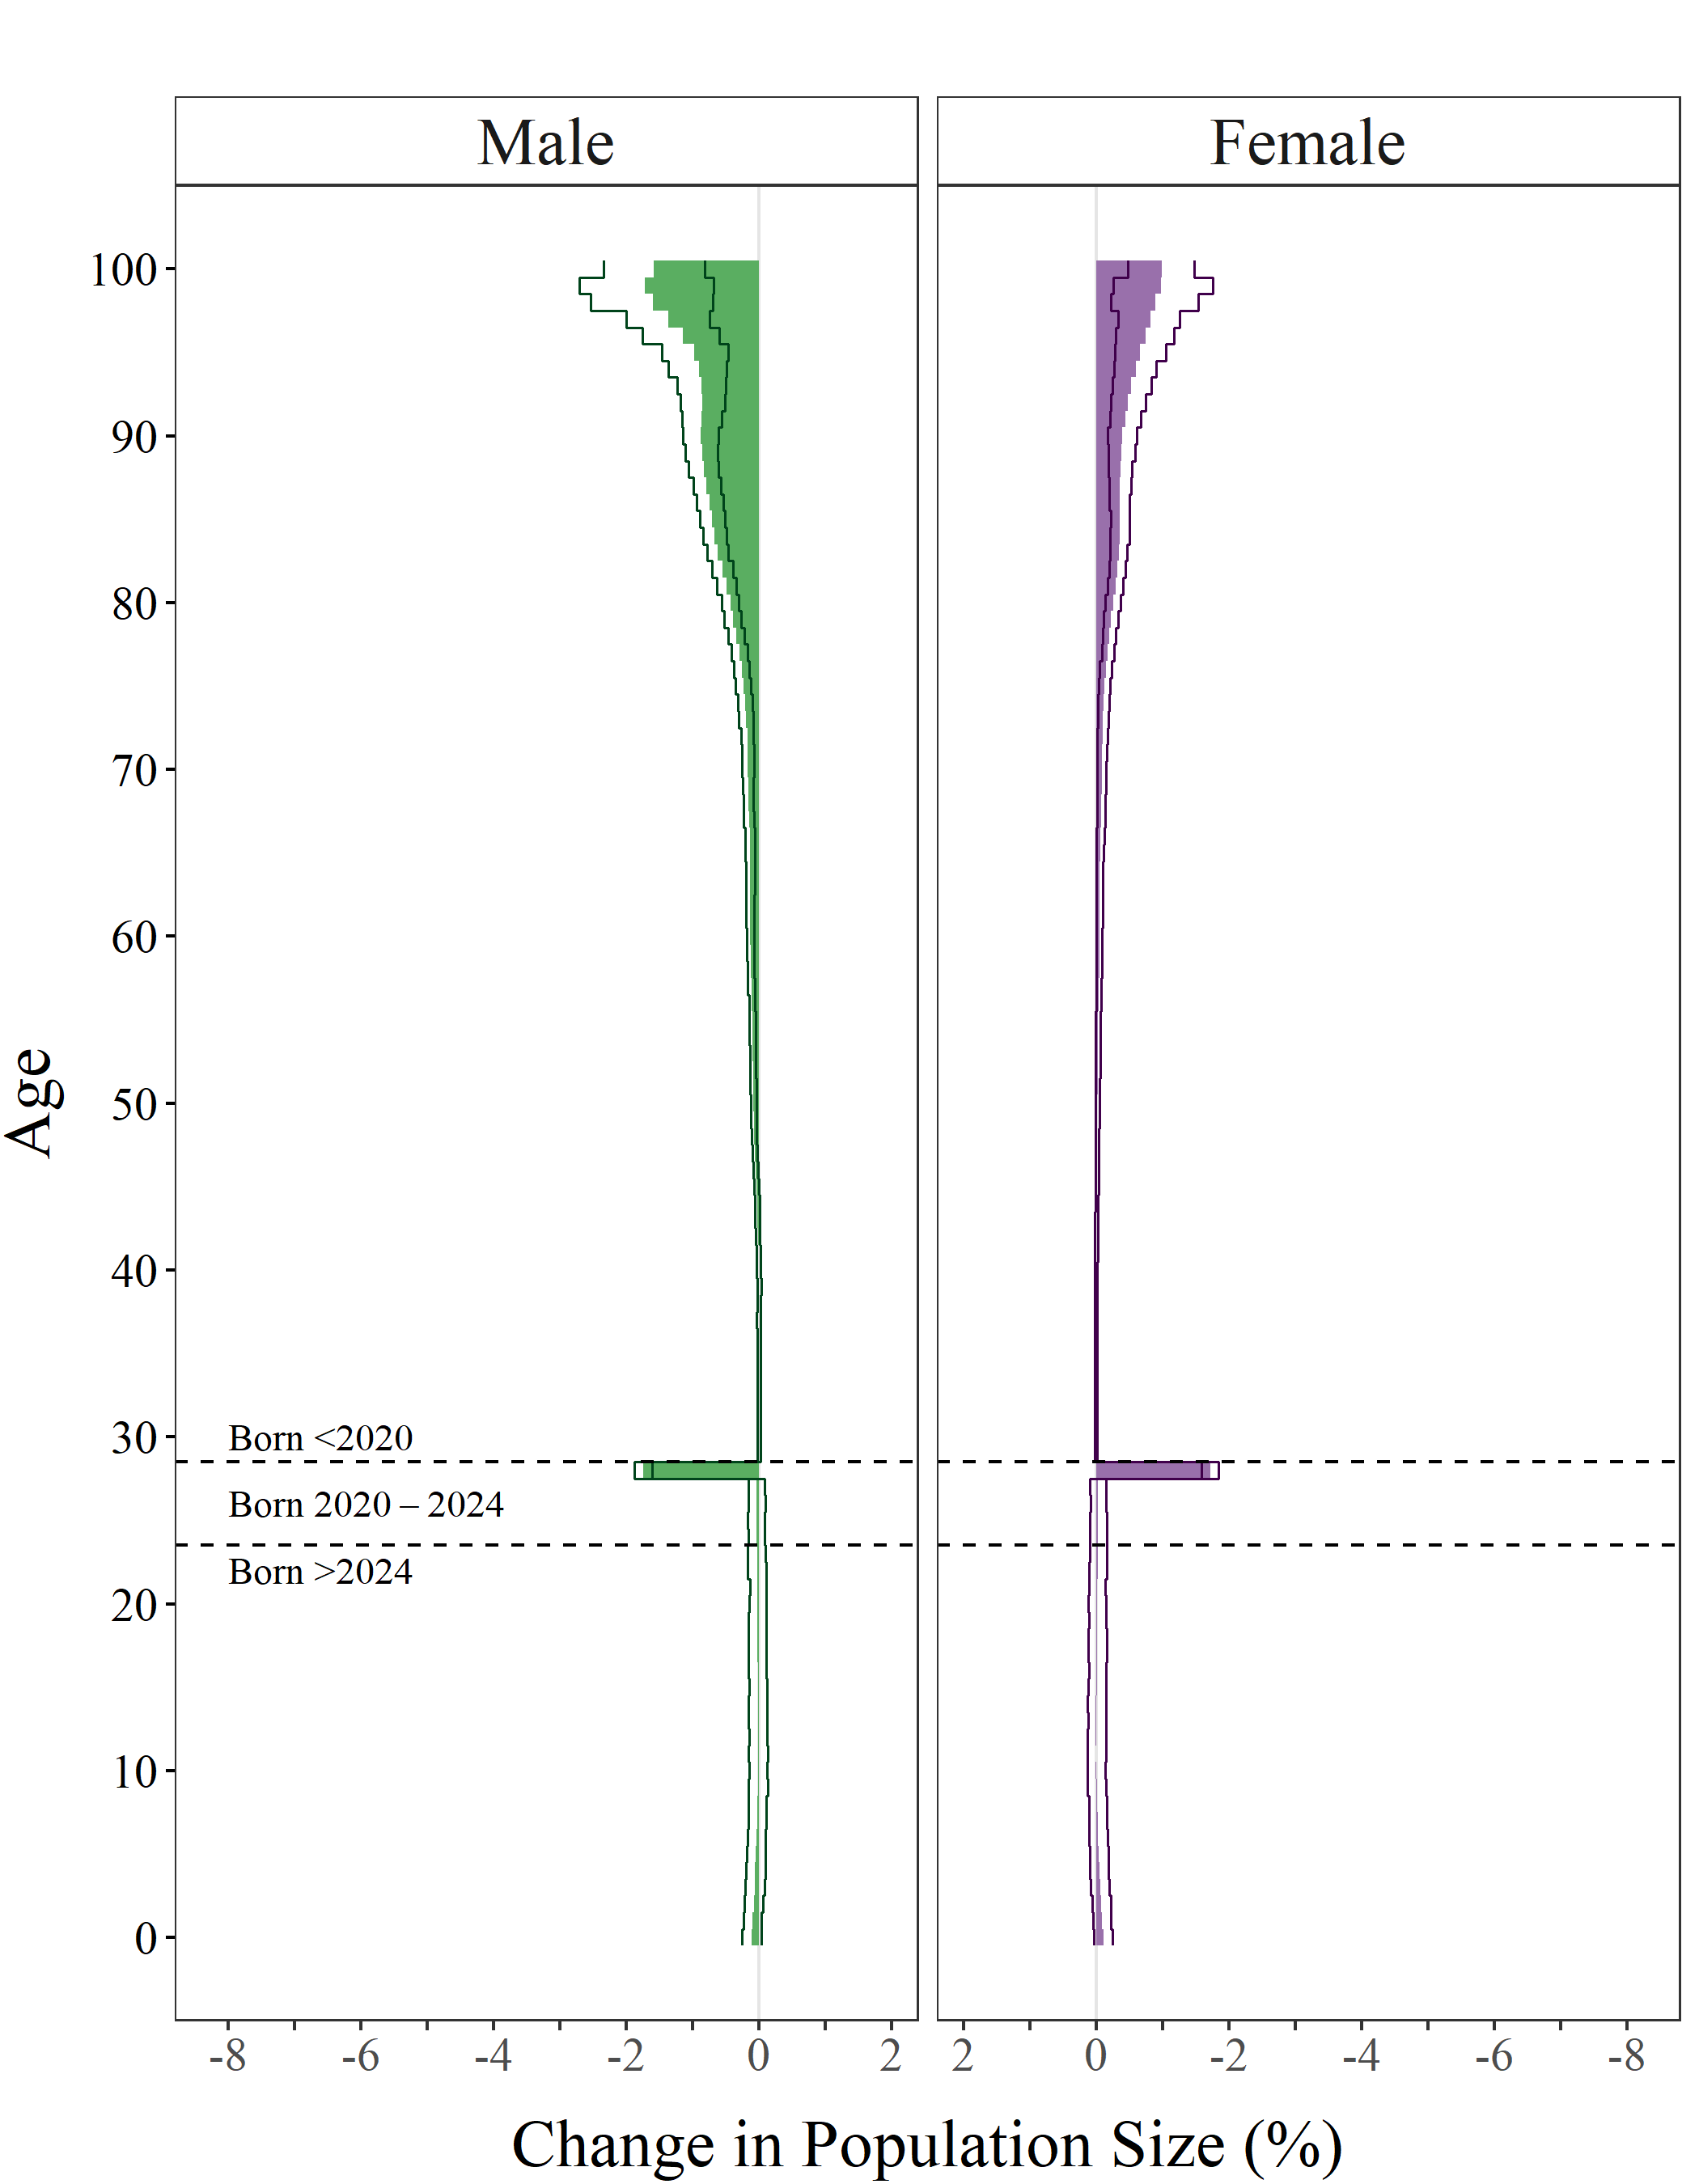 Male
Female
100
90
80
70
60
50
40
30
20
10
0
Age
Born <2020
Born 2020 – 2024
Born >2024
-8 -6 -4 -2 0 2
2 0 -2 -4 -6 -8
Change in Population Size (%)